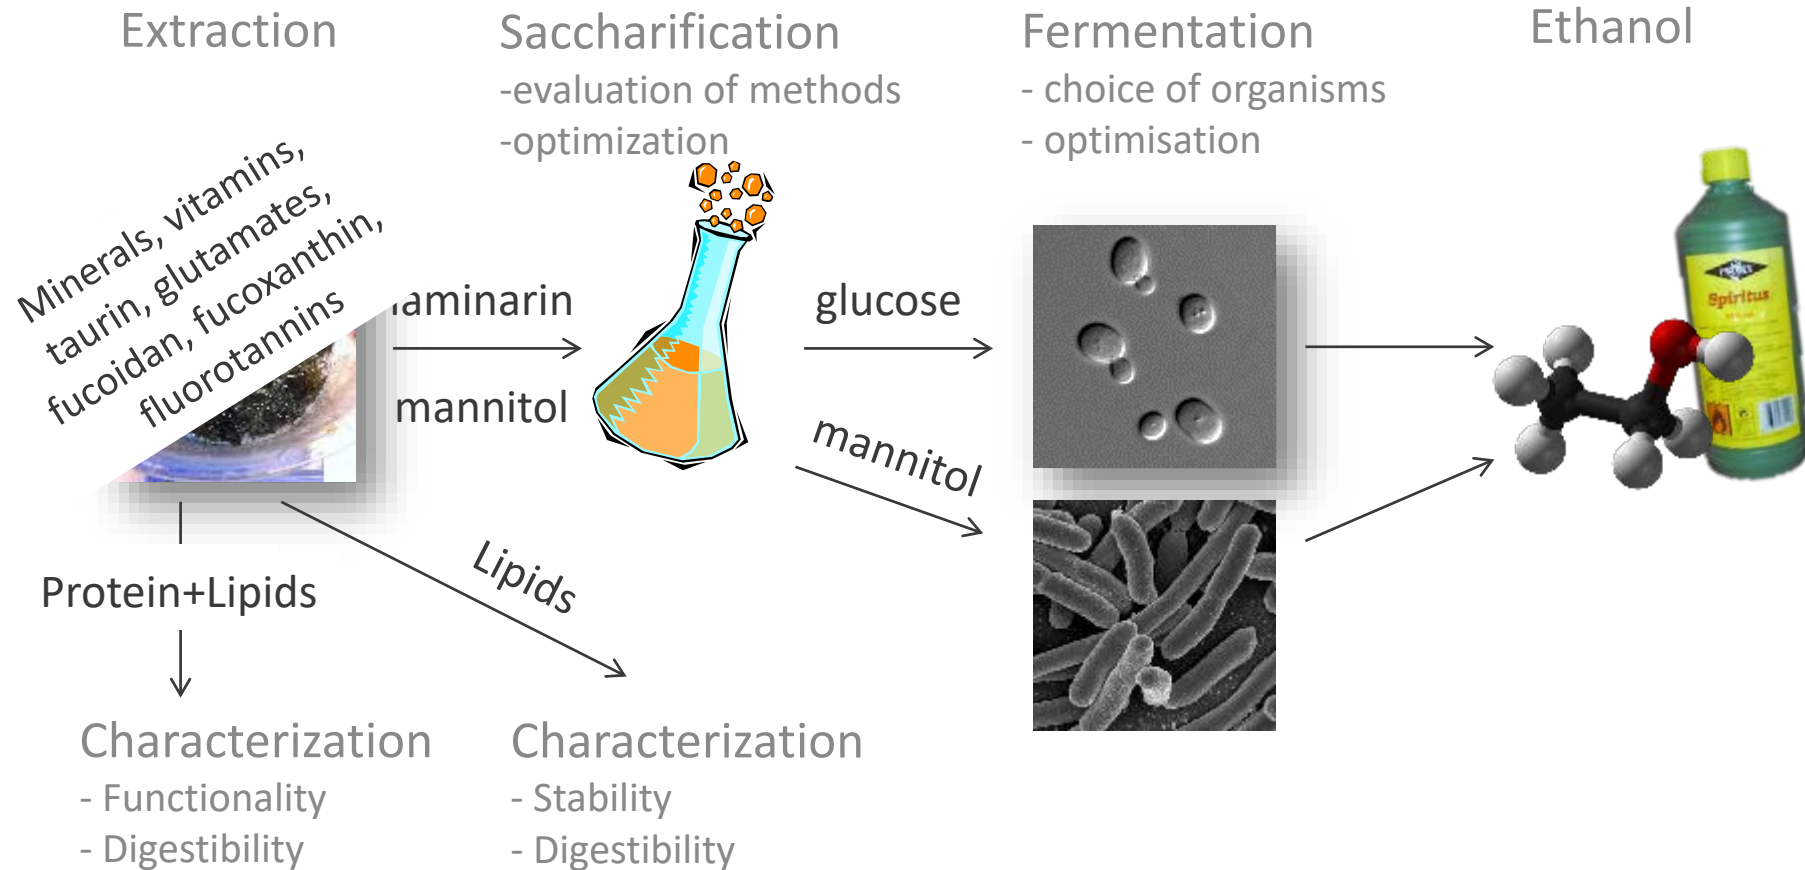 Extraction
Saccharification
-evaluation of methods
-optimization
Fermentation
- choice of organisms
- optimisation
Ethanol
Minerals, vitamins,
taurin, glutamates,
fucoidan, fucoxanthin,
fluorotannins
aminarin
mannitol
glucose
mannitol
Spiritus
Protein+Lipids
Lipids
Characterization
- Functionality
- Digestibility
Characterization
- Stability
- Digestibility